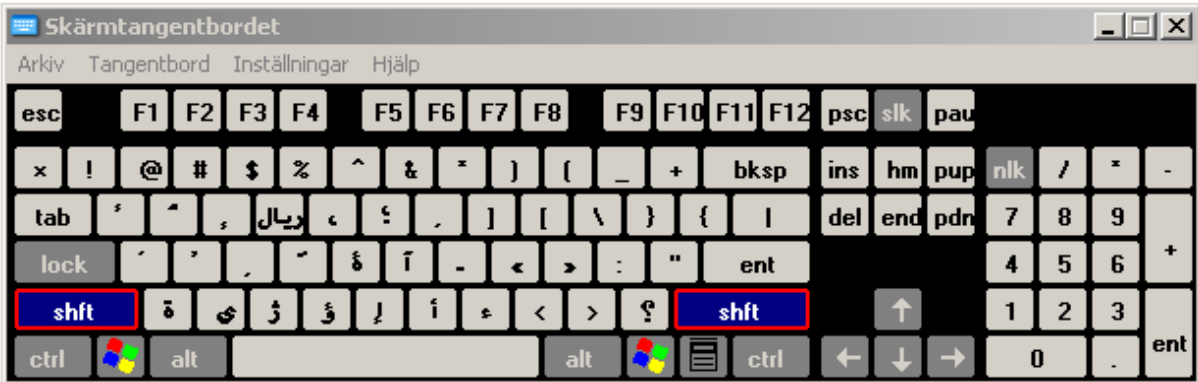 Skärmtangentbordet
Arkiv Tangentbord Inställningar Hjälp
esc F1 F2 F3 F4 F5 F6 F7 F8 F9 F10 F11 F12 psc slk pau
× ! @ # $ % ^ & * ) ( _ + bksp ins hm pup nlk / * -
tab ريال ] [ \ } { | del end pdn 7 8 9
lock ۀ آ ـ « » : " ent 4 5 6 +
shft ة ي ژ ؤ إ أ ء < > ؟ shft ↑ 1 2 3
ctrl alt alt ctrl ← ↓ → 0 . ent